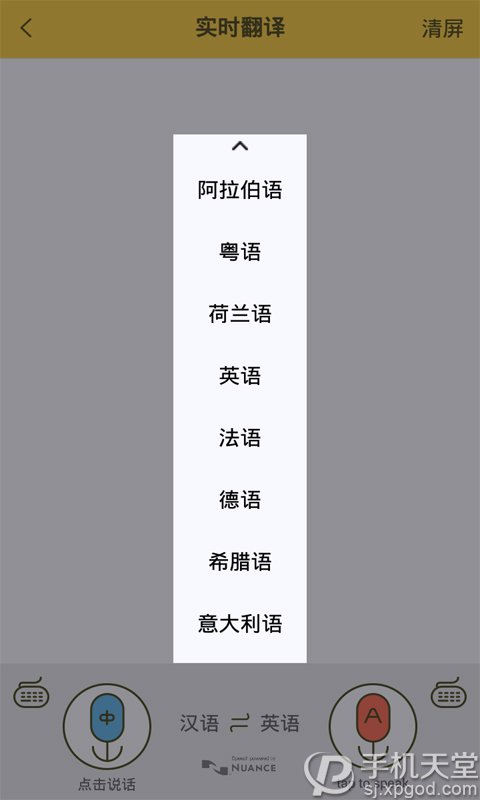 实时翻译
清屏
阿拉伯语
粤语
荷兰语
英语
法语
德语
希腊语
意大利语
中
汉语
英语
A
Speech powered by
NUANCE
点击说话
tap to speak
手机天堂
sj.xpgod.com